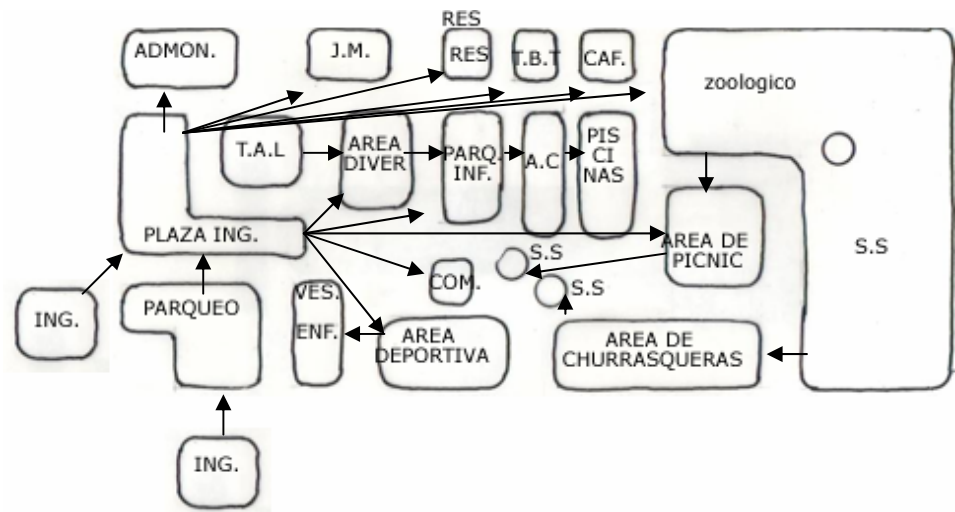 RES
ADMON.
J.M.
RES
T.B.T
CAF.
zoologico
T.A.L
AREA
DIVER
PARQ.
INF.
A.C
PIS
CI
NAS
PLAZA ING.
AREA DE
PICNIC
S.S
S.S
S.S
COM.
VES.
ENF.
ING.
PARQUEO
AREA
DEPORTIVA
AREA DE
CHURRASQUERAS
ING.